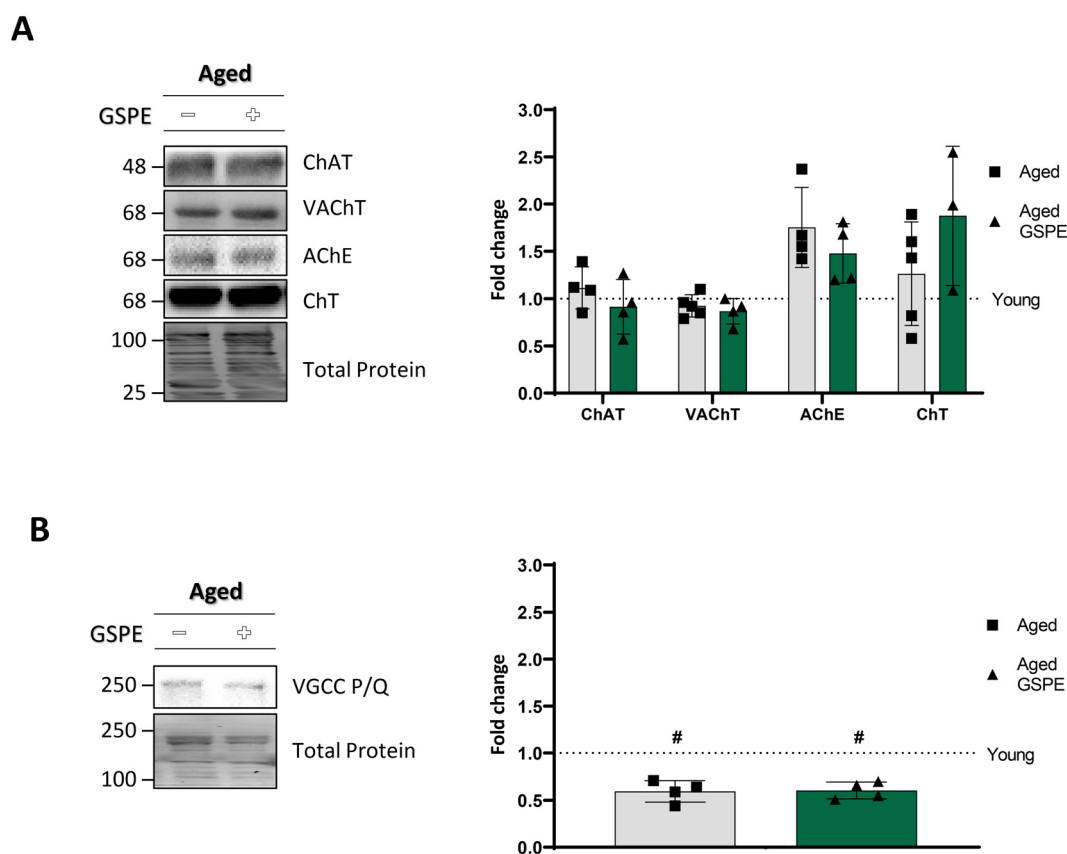 A
Aged
GSPE − +
48 ChAT
68 VAChT
68 AChE
68 ChT
100
Total Protein
25
Fold change
3.0
2.5
2.0
1.5
1.0
0.5
0.0
ChAT VAChT AChE ChT
Aged
Aged
GSPE
Young
B
Aged
GSPE − +
250 VGCC P/Q
250
Total Protein
100
Fold change
3.0
2.5
2.0
1.5
1.0
0.5
0.0
# #
Aged
Aged
GSPE
Young